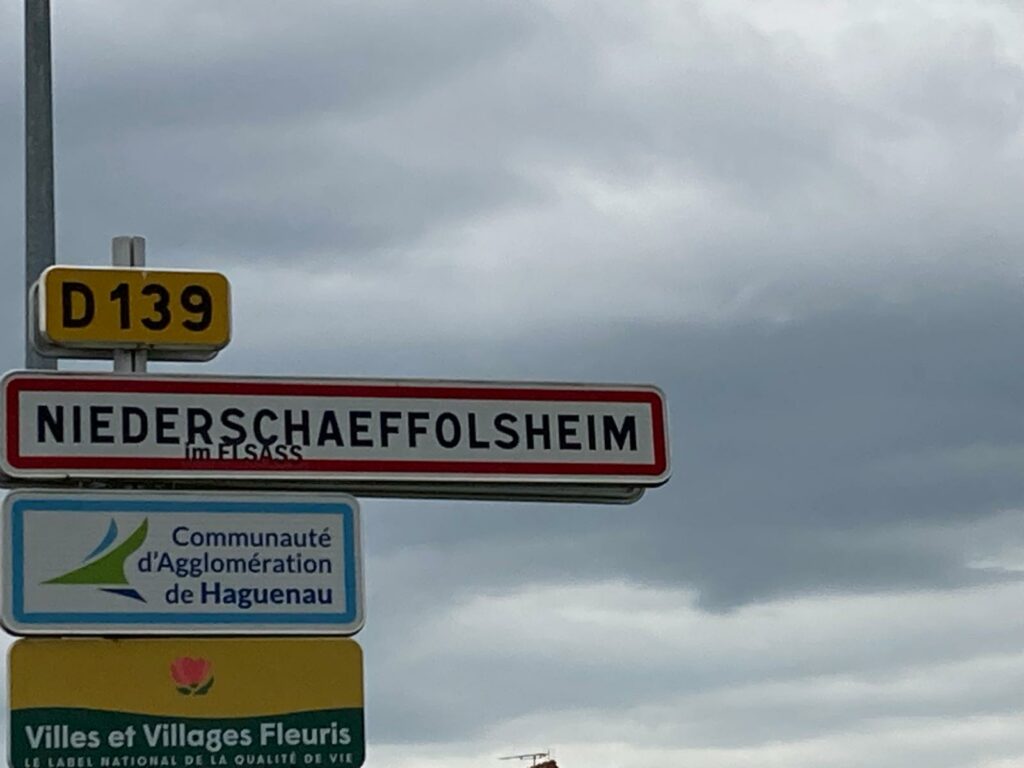 D 139
NIEDERSCHAEFFOLSHEIM
im ELSASS
Communauté
d'Agglomération
de Haguenau
Villes et Villages Fleuris
LE LABEL NATIONAL DE LA QUALITÉ DE VIE